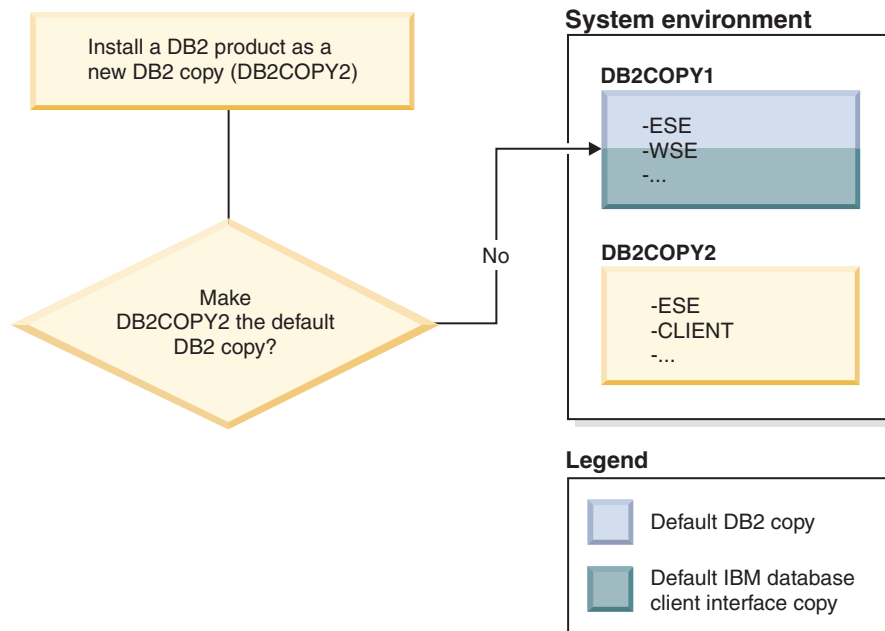 Install a DB2 product as a
new DB2 copy (DB2COPY2)
Make
DB2COPY2 the default
DB2 copy?
No
System environment
DB2COPY1
-ESE
-WSE
-...
DB2COPY2
-ESE
-CLIENT
-...
Legend
Default DB2 copy
Default IBM database
client interface copy